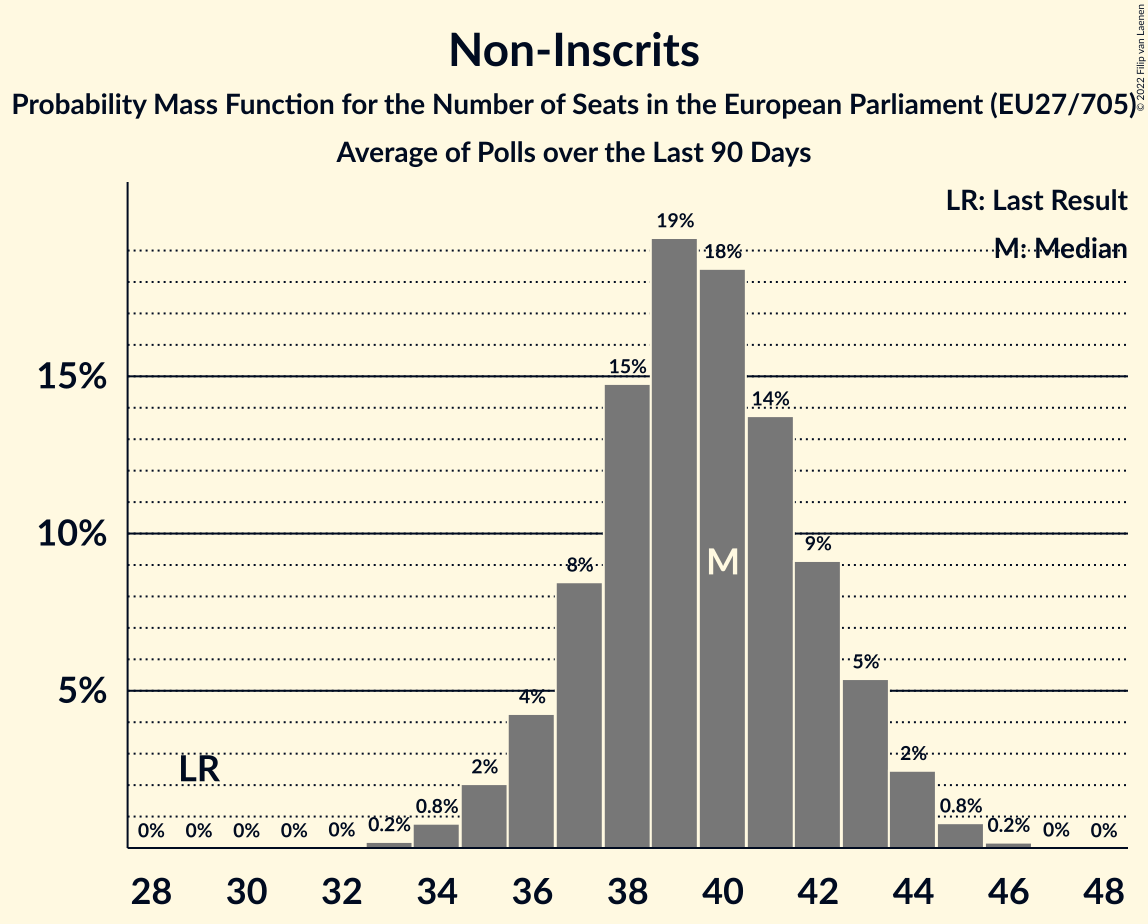 Non-Inscrits
Probability Mass Function for the Number of Seats in the European Parliament (EU27/705)
Average of Polls over the Last 90 Days
© 2022 Filip van Laenen
LR: Last Result
M: Median
15%
10%
5%
0%
0%
0%
0%
0%
0.2%
0.8%
2%
4%
8%
15%
19%
18%
14%
9%
5%
2%
0.8%
0.2%
0%
0%
LR
M
28 30 32 34 36 38 40 42 44 46 48